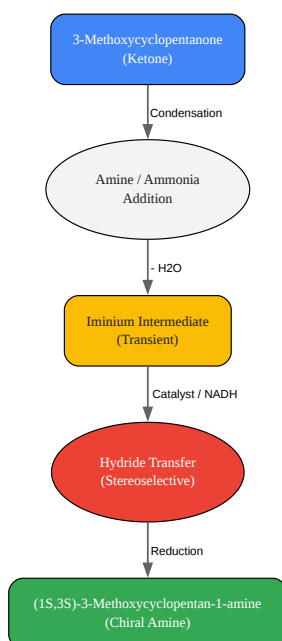 3-Methoxycyclopentanone
(Ketone)
Condensation
Amine / Ammonia
Addition
- H2O
Iminium Intermediate
(Transient)
Catalyst / NADH
Hydride Transfer
(Stereoselective)
Reduction
(1S,3S)-3-Methoxycyclopentan-1-amine
(Chiral Amine)